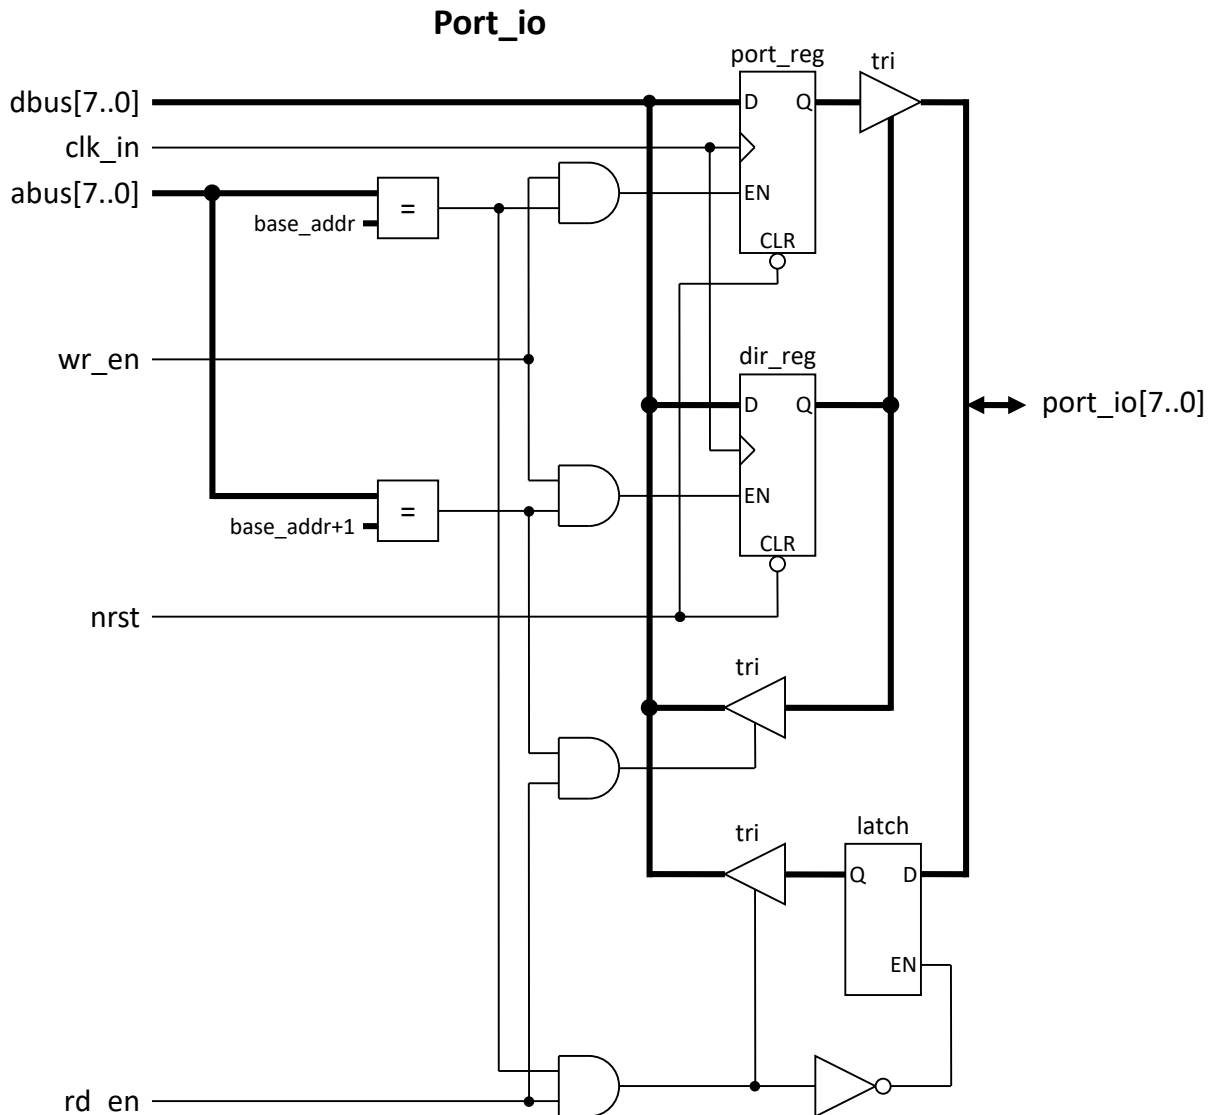 Port_io
port_reg
tri
dbus[7..0]
D
Q
clk_in
abus[7..0]
EN
=
base_addr
CLR
wr_en
dir_reg
D
Q
port_io[7..0]
EN
=
base_addr+1
CLR
nrst
tri
tri
latch
Q
D
EN
rd_en